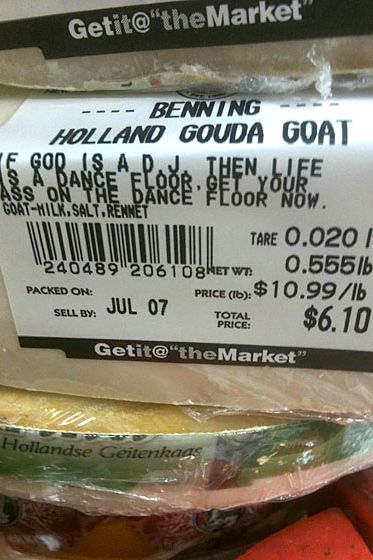 Getit@"theMarket"
---- BENNING ----
HOLLAND GOUDA GOAT
IF GOD IS A DJ, THEN LIFE
IS A DANCE FLOOR,GET YOUR
ASS ON THE DANCE FLOOR NOW.
GOAT-MILK,SALT,RENNET
TARE 0.020 l
240489 206108 NET WT: 0.555lb
PACKED ON: PRICE (lb): $10.99/lb
SELL BY: JUL 07 TOTAL PRICE: $6.10
Getit@"theMarket"
Hollandse Geitenkaas